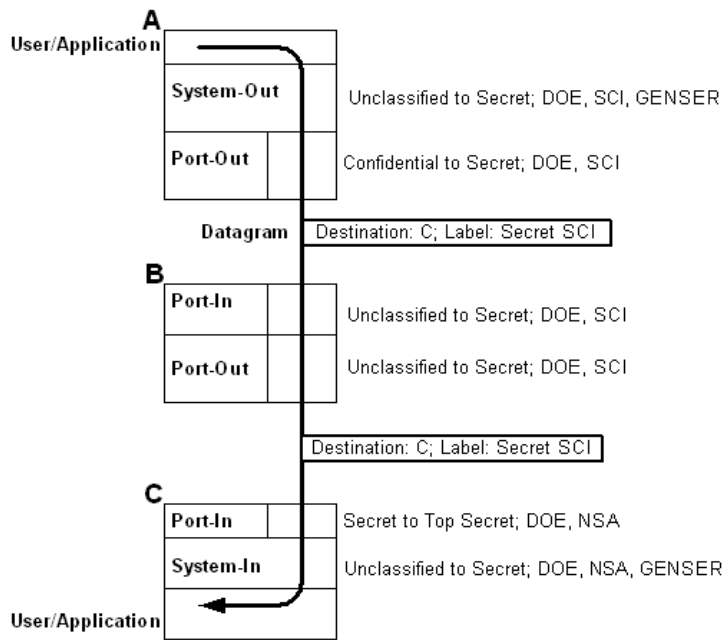 A
User/Application
System-Out
Unclassified to Secret; DOE, SCI, GENSER
Port-Out
Confidential to Secret; DOE, SCI
Datagram
Destination: C; Label: Secret SCI
B
Port-In
Unclassified to Secret; DOE, SCI
Port-Out
Unclassified to Secret; DOE, SCI
Destination: C; Label: Secret SCI
C
Port-In
Secret to Top Secret; DOE, NSA
System-In
Unclassified to Secret; DOE, NSA, GENSER
User/Application